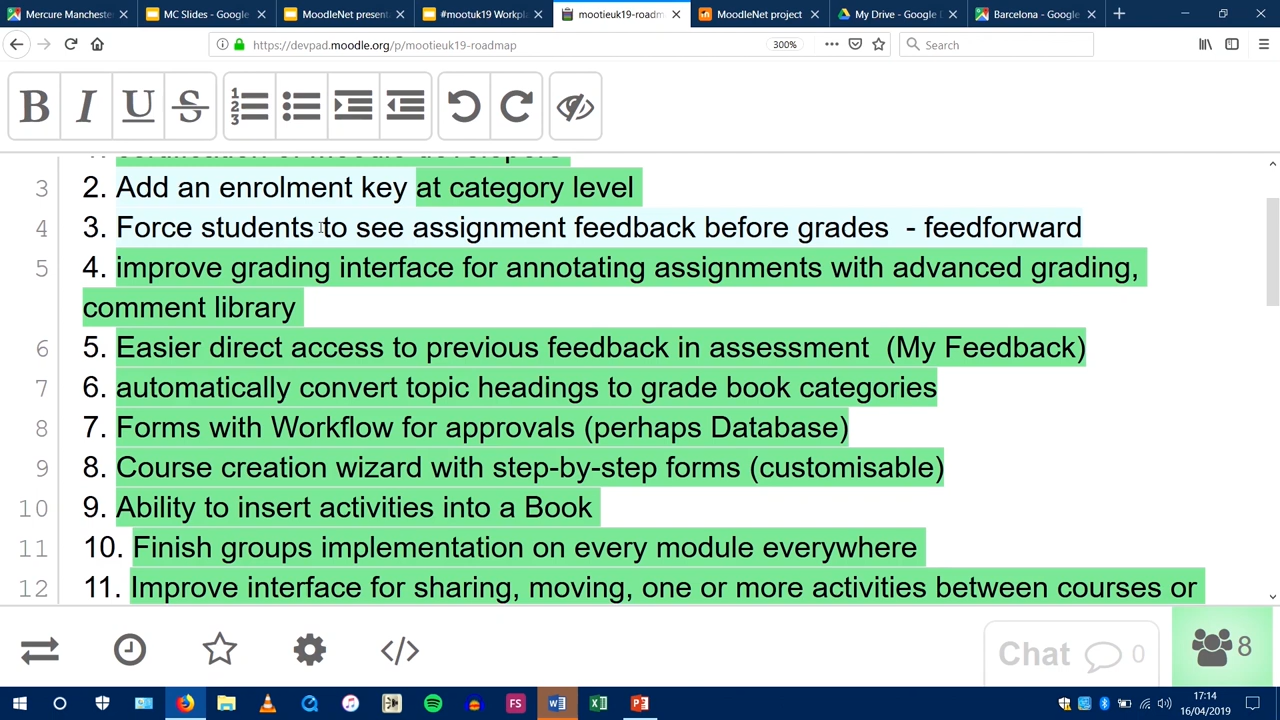 Mercure Manchester
MC Slides - Google
MoodleNet present
#mootuk19 Workpl
mootieuk19-roadm
MoodleNet project
My Drive - Google D
Barcelona - Google
https://devpad.moodle.org/p/mootieuk19-roadmap
300%
Search
B I U S
3 2. Add an enrolment key at category level
4 3. Force students to see assignment feedback before grades - feedforward
5 4. improve grading interface for annotating assignments with advanced grading,
comment library
6 5. Easier direct access to previous feedback in assessment (My Feedback)
7 6. automatically convert topic headings to grade book categories
8 7. Forms with Workflow for approvals (perhaps Database)
9 8. Course creation wizard with step-by-step forms (customisable)
10 9. Ability to insert activities into a Book
11 10. Finish groups implementation on every module everywhere
12 11. Improve interface for sharing, moving, one or more activities between courses or
Chat 0
8
FS
17:14
16/04/2019